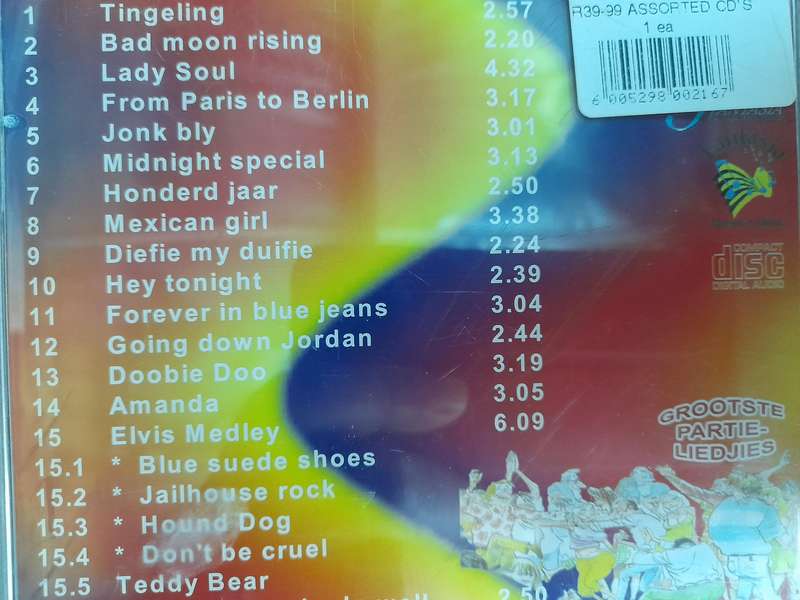 R39-99 ASSORTED CD'S
1 ea
6 005298 002167
1 Tingeling 2.57
2 Bad moon rising 2.20
3 Lady Soul 4.32
4 From Paris to Berlin 3.17
5 Jonk bly 3.01
6 Midnight special 3.13
7 Honderd jaar 2.50
8 Mexican girl 3.38
9 Diefie my duifie 2.24
10 Hey tonight 2.39
11 Forever in blue jeans 3.04
12 Going down Jordan 2.44
13 Doobie Doo 3.19
14 Amanda 3.05
15 Elvis Medley 6.09
15.1 * Blue suede shoes
15.2 * Jailhouse rock
15.3 * Hound Dog
15.4 * Don't be cruel
15.5 Teddy Bear
2.50
COMPACT
disc
DIGITAL AUDIO
GROOTSTE
PARTIE-
LIEDJIES